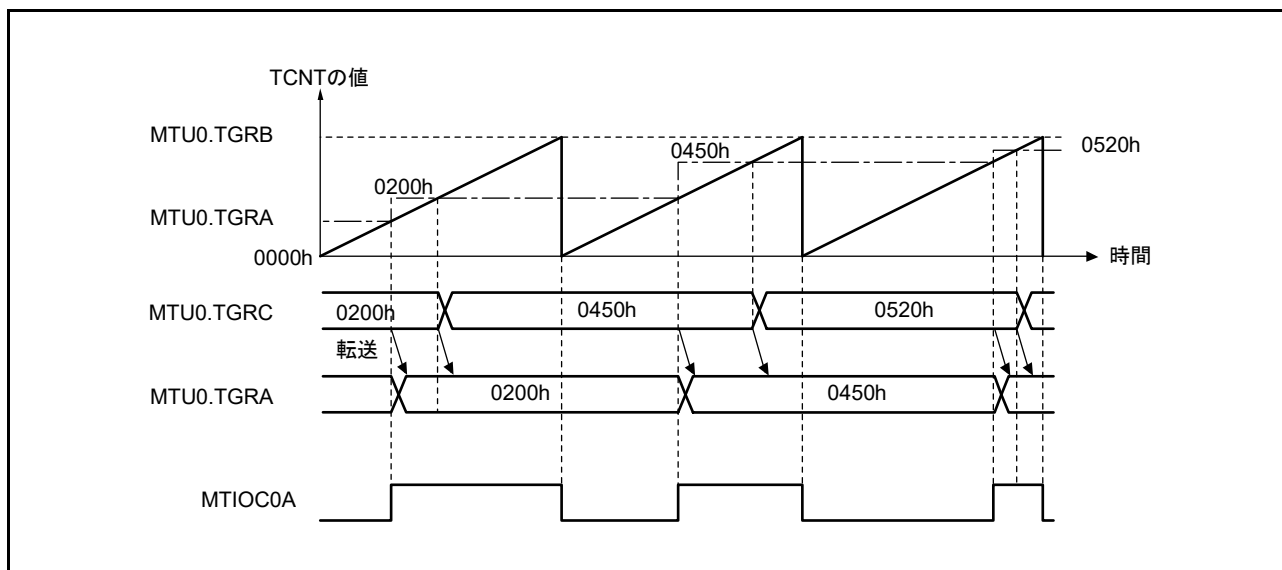 TCNTの値
MTU0.TGRB
0520h
0450h
0200h
MTU0.TGRA
0000h
時間
MTU0.TGRC
0200h
0450h
0520h
転送
MTU0.TGRA
0200h
0450h
MTIOC0A